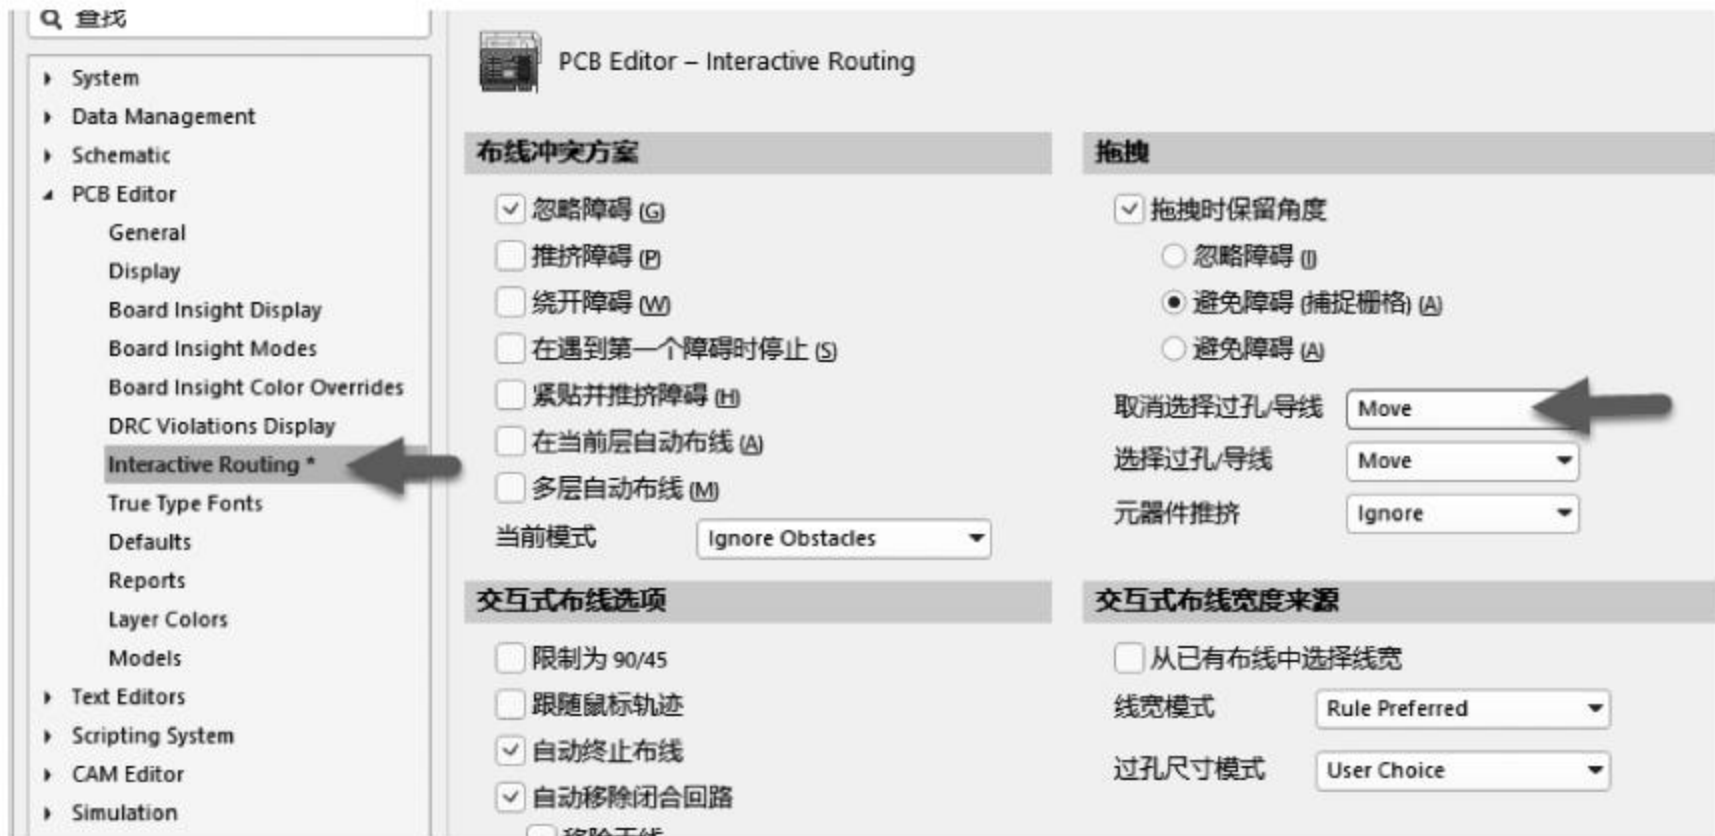 查找
System
Data Management
Schematic
PCB Editor
General
Display
Board Insight Display
Board Insight Modes
Board Insight Color Overrides
DRC Violations Display
Interactive Routing *
True Type Fonts
Defaults
Reports
Layer Colors
Models
Text Editors
Scripting System
CAM Editor
Simulation
PCB Editor – Interactive Routing
布线冲突方案
忽略障碍 (G)
推挤障碍 (P)
绕开障碍 (W)
在遇到第一个障碍时停止 (S)
紧贴并推挤障碍 (H)
在当前层自动布线 (A)
多层自动布线 (M)
当前模式 Ignore Obstacles
交互式布线选项
限制为 90/45
跟随鼠标轨迹
自动终止布线
自动移除闭合回路
移除天线
拖拽
拖拽时保留角度
忽略障碍 (I)
避免障碍 (捕捉栅格) (A)
避免障碍 (A)
取消选择过孔/导线 Move
选择过孔/导线 Move
元器件推挤 Ignore
交互式布线宽度来源
从已有布线中选择线宽
线宽模式 Rule Preferred
过孔尺寸模式 User Choice